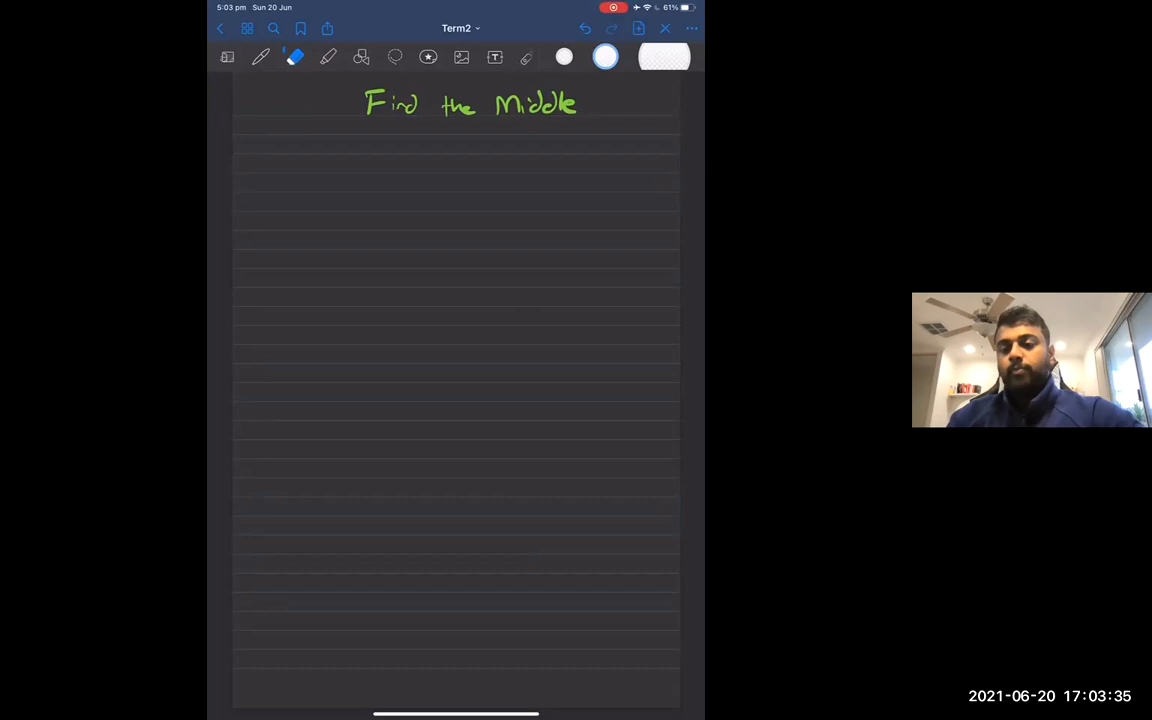 5:03 pm Sun 20 Jun 61%
Term2
T
Find the Middle
2021-06-20 17:03:35